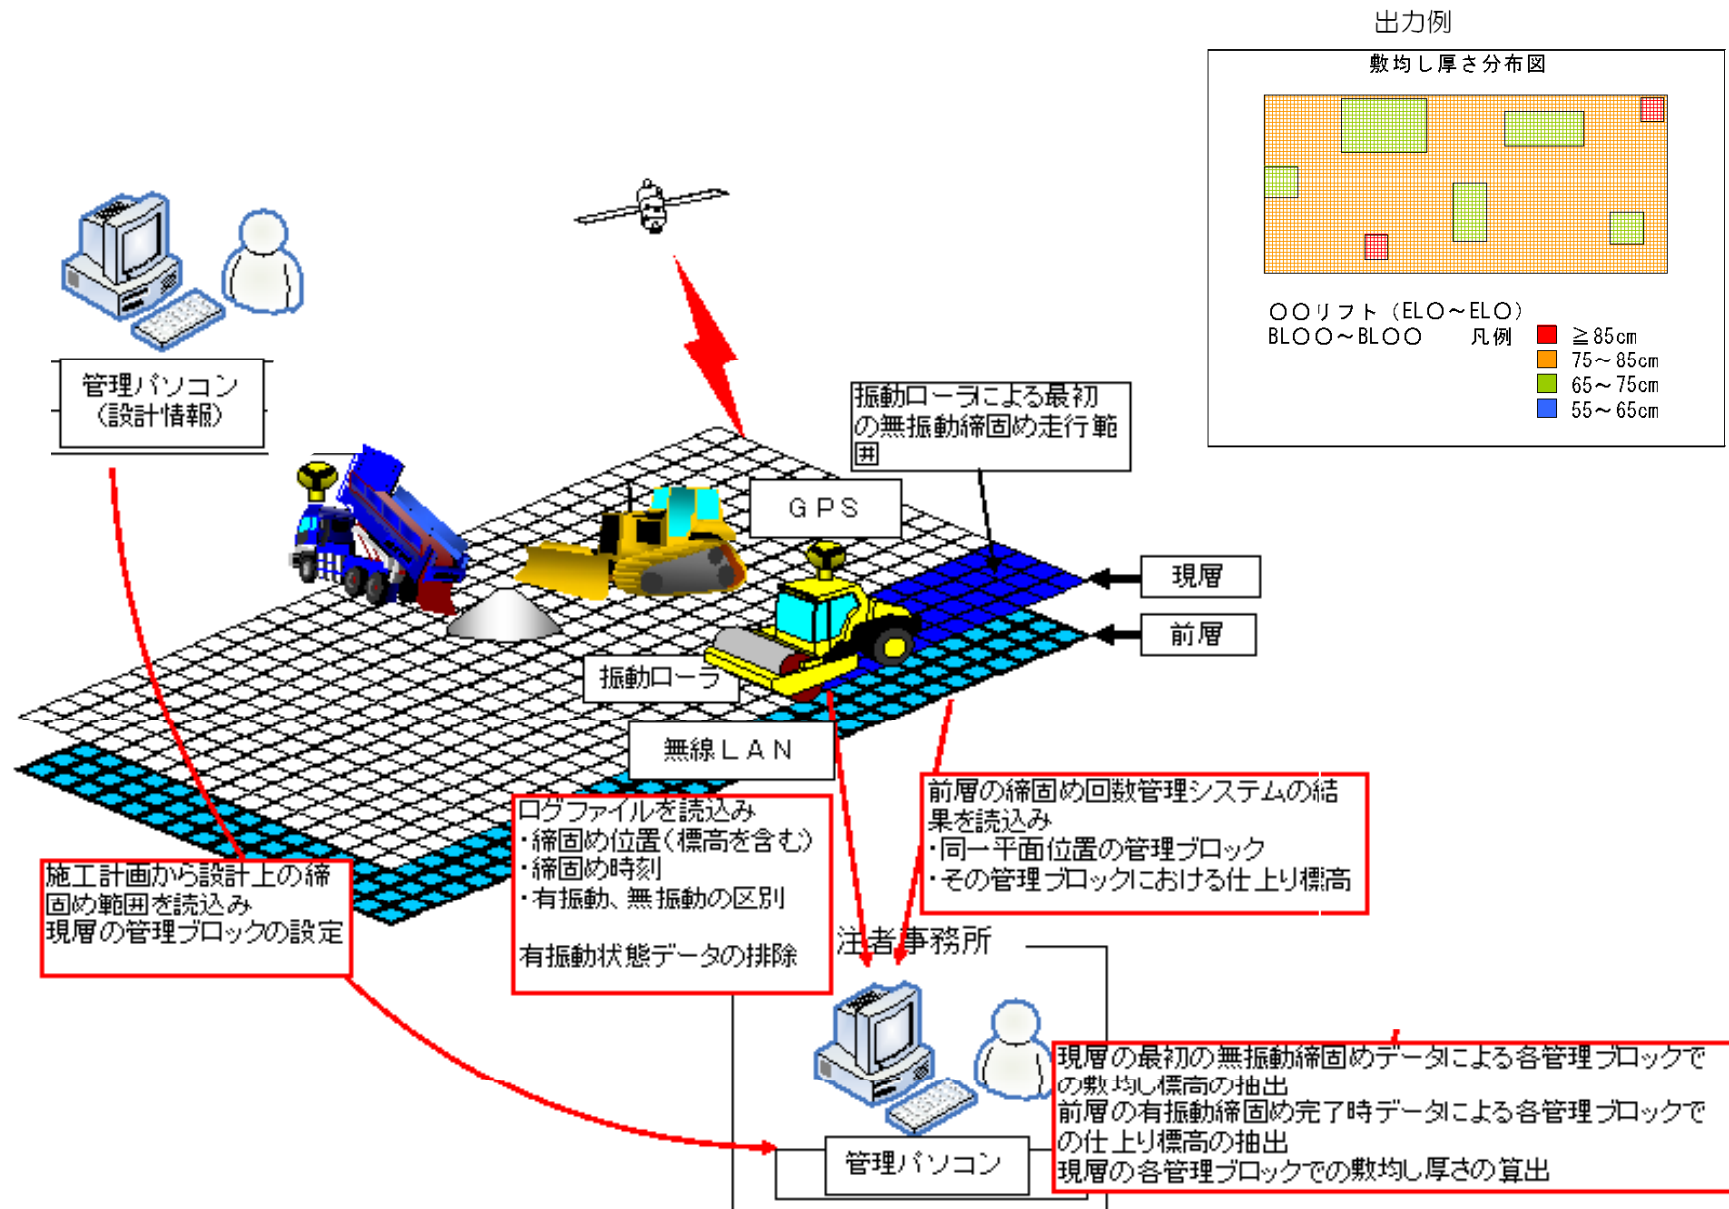 出力例
敷均し厚さ分布図
〇〇リフト（EL〇～EL〇）
BL〇〇～BL〇〇
凡例
≧85cm
75～85cm
65～75cm
55～65cm
管理パソコン
（設計情報）
振動ローラによる最初
の無振動締固め走行範
囲
ＧＰＳ
現層
前層
振動ローラ
無線ＬＡＮ
ログファイルを読込み
・締固め位置（標高を含む）
・締固め時刻
・有振動、無振動の区別
有振動状態データの排除
前層の締固め回数管理システムの結
果を読込み
・同一平面位置の管理ブロック
・その管理ブロックにおける仕上り標高
施工計画から設計上の締
固め範囲を読込み
現層の管理ブロックの設定
注者事務所
管理パソコン
現層の最初の無振動締固めデータによる各管理ブロックで
の敷均し標高の抽出
前層の有振動締固め完了時データによる各管理ブロックで
の仕上り標高の抽出
現層の各管理ブロックでの敷均し厚さの算出